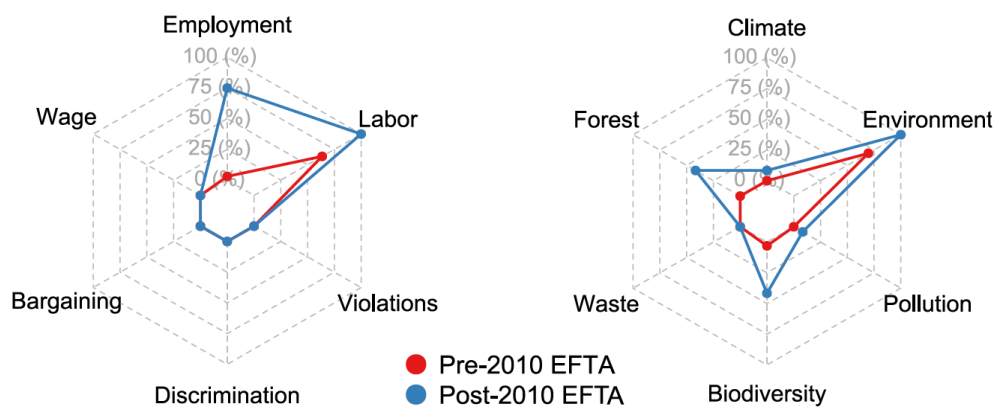 Employment
100 (%)
75 (%)
50 (%)
25 (%)
0 (%)
Wage
Labor
Bargaining
Violations
Discrimination
Climate
100 (%)
75 (%)
50 (%)
25 (%)
0 (%)
Forest
Environment
Waste
Pollution
Biodiversity
Pre-2010 EFTA
Post-2010 EFTA